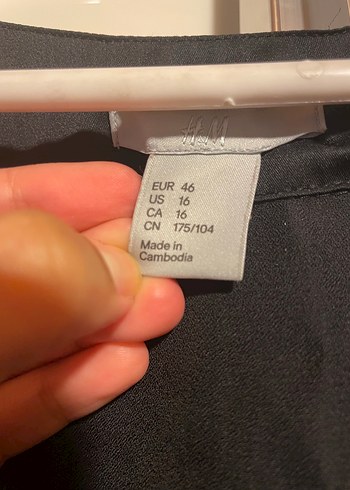 H&M
EUR 46
US 16
CA 16
CN 175/104
Made in
Cambodia